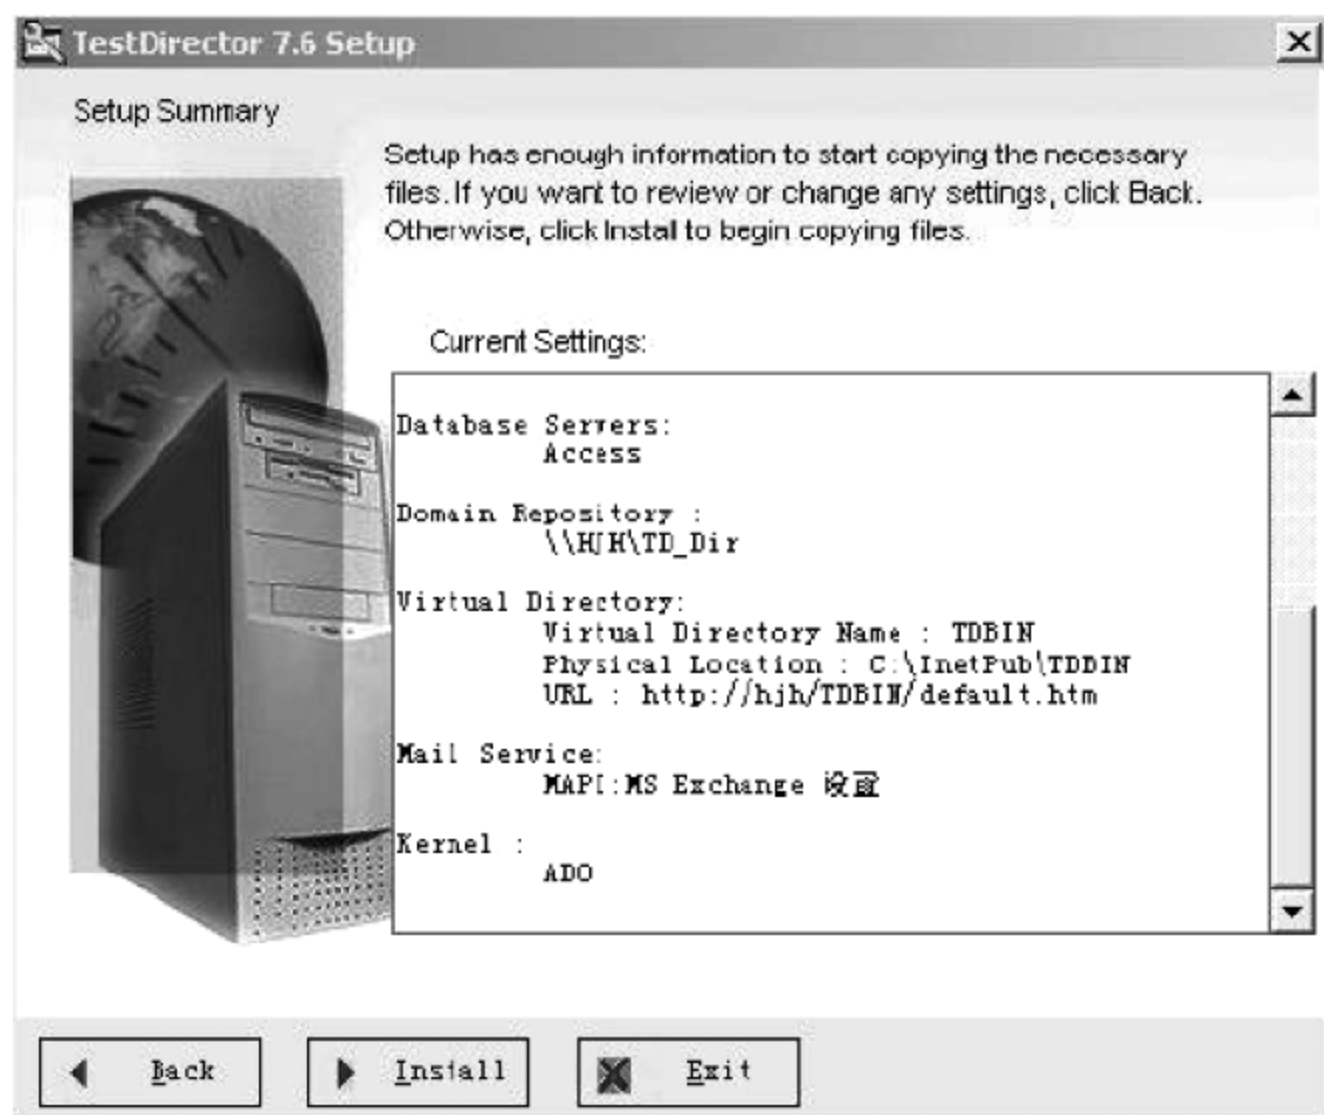 TestDirector 7.6 Setup
Setup Summary
Setup has enough information to start copying the necessary
files. If you want to review or change any settings, click Back.
Otherwise, click Install to begin copying files.
Current Settings:
Database Servers:
Access
Domain Repository :
\\HJH\TD_Dir
Virtual Directory:
Virtual Directory Name : TDBIN
Physical Location : C:\InetPub\TDBIN
URL : http://hjh/TDBIN/default.htm
Mail Service:
MAPI:MS Exchange 设置
Kernel :
ADO
Back
Install
Exit